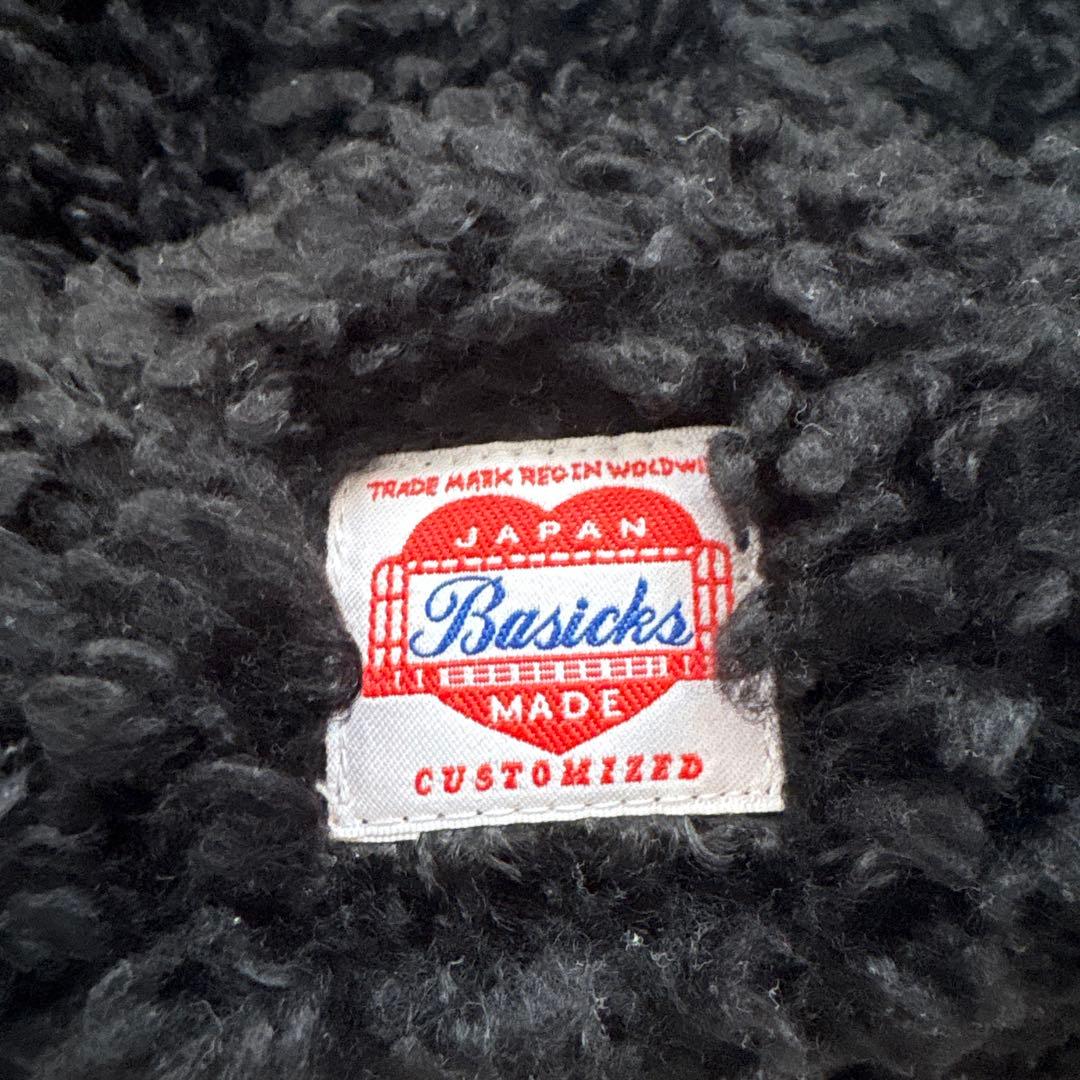 TRADE MARK REG IN WOLDWI
JAPAN
Basicks
MADE
CUSTOMIZED